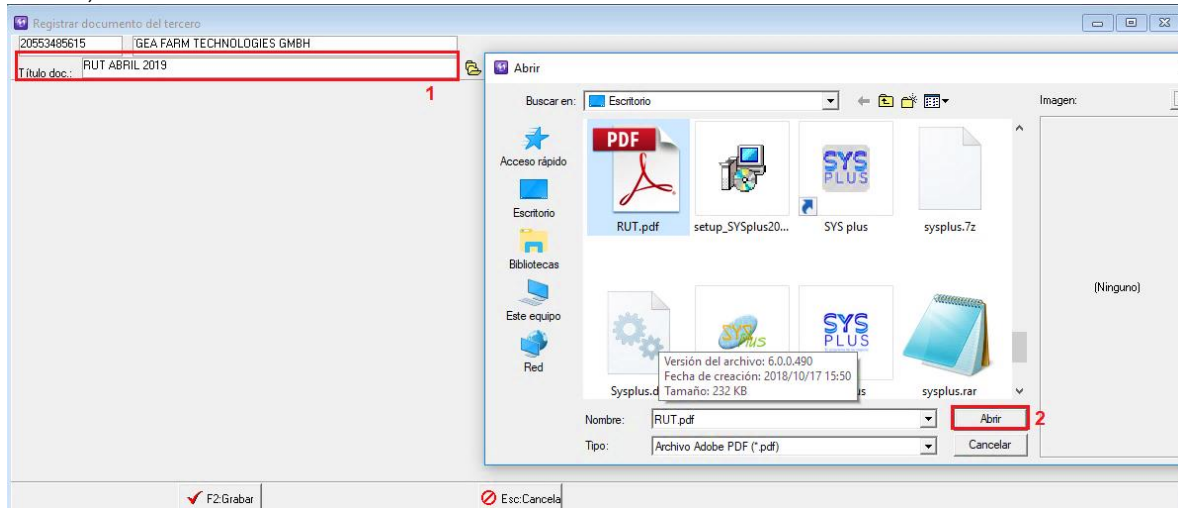 Registrar documento del tercero
20553485615 GEA FARM TECHNOLOGIES GMBH
Título doc.: RUT ABRIL 2019
1
Abrir
Buscar en: Escritorio
Imagen:
Acceso rápido
Escritorio
Bibliotecas
Este equipo
Red
PDF
SYS
PLUS
RUT.pdf setup_SYSplus20... SYS plus sysplus.7z
SYS
Plus
SYS
PLUS
Versión del archivo: 6.0.0.490
Fecha de creación: 2018/10/17 15:50
Tamaño: 232 KB
Sysplus.d us sysplus.rar
(Ninguno)
Nombre: RUT.pdf Abrir 2
Tipo: Archivo Adobe PDF (*.pdf) Cancelar
F2:Grabar Esc:Cancela